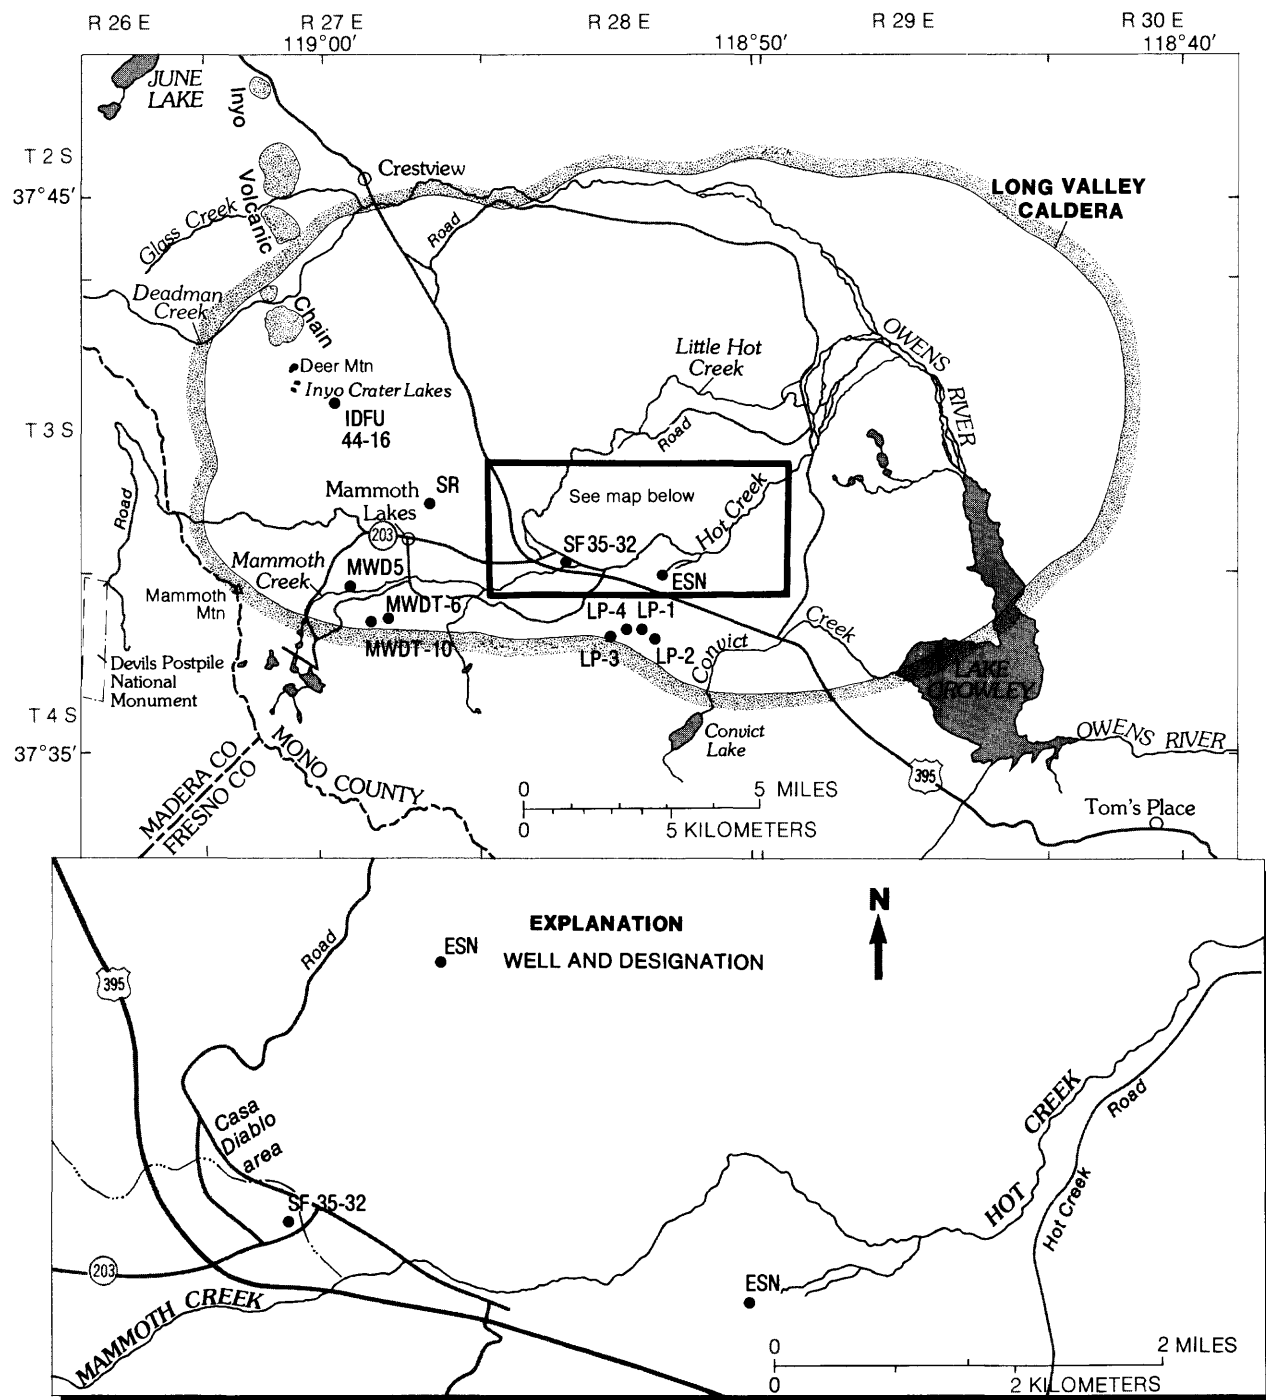 R 26 E
R 27 E
R 28 E
R 29 E
R 30 E
119°00′
118°50′
118°40′
JUNE
LAKE
Inyo
Volcanic
Chain
T 2 S
37°45′
Crestview
LONG VALLEY
CALDERA
Glass Creek
Road
Deadman
Creek
OWENS
RIVER
Little Hot
Creek
Deer Mtn
Inyo Crater Lakes
IDFU
44-16
T 3 S
Road
Road
See map below
Hot Creek
SR
Mammoth
Lakes
203
SF35-32
Mammoth
Creek
MWD5
ESN
Mammoth
Mtn
MWDT-6
LP-4
LP-1
MWDT-10
LP-3
LP-2
Convict
Creek
Devils Postpile
National
Monument
LAKE
CROWLEY
T 4 S
37°35′
Convict
Lake
OWENS RIVER
MADERA CO
FRESNO CO
MONO COUNTY
395
0
5 MILES
0
5 KILOMETERS
Tom's Place
EXPLANATION
ESN
WELL AND DESIGNATION
N
Road
395
Casa
Diablo
area
SF 35-32
203
MAMMOTH CREEK
HOT CREEK
Road
Hot Creek
ESN
0
2 MILES
0
2 KILOMETERS